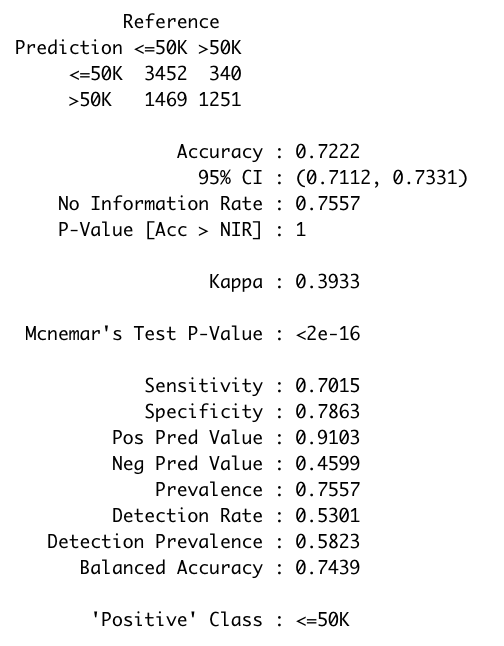 Reference
Prediction <=50K >50K
<=50K 3452 340
>50K 1469 1251
Accuracy : 0.7222
95% CI : (0.7112, 0.7331)
No Information Rate : 0.7557
P-Value [Acc > NIR] : 1
Kappa : 0.3933
Mcnemar's Test P-Value : <2e-16
Sensitivity : 0.7015
Specificity : 0.7863
Pos Pred Value : 0.9103
Neg Pred Value : 0.4599
Prevalence : 0.7557
Detection Rate : 0.5301
Detection Prevalence : 0.5823
Balanced Accuracy : 0.7439
'Positive' Class : <=50K